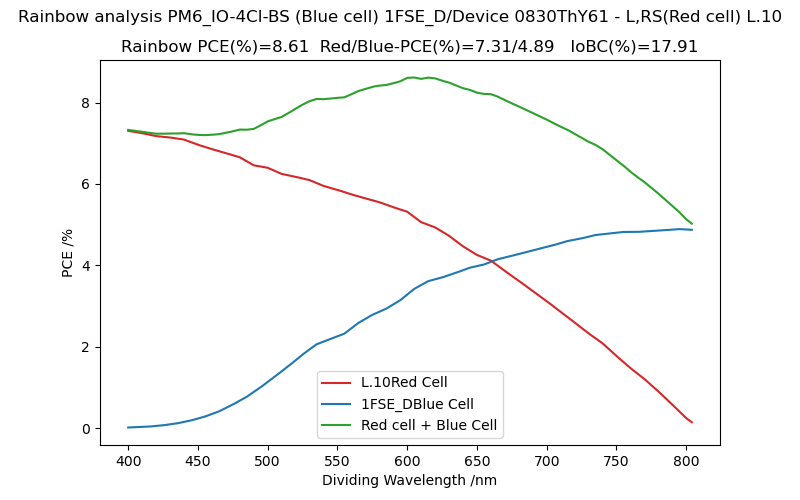 Rainbow analysis PM6_IO-4Cl-BS (Blue cell) 1FSE_D/Device 0830ThY61 - L,RS(Red cell) L.10
Rainbow PCE(%)=8.61  Red/Blue-PCE(%)=7.31/4.89   IoBC(%)=17.91
PCE /%
8
6
4
2
0
L.10Red Cell
1FSE_DBlue Cell
Red cell + Blue Cell
400 450 500 550 600 650 700 750 800
Dividing Wavelength /nm